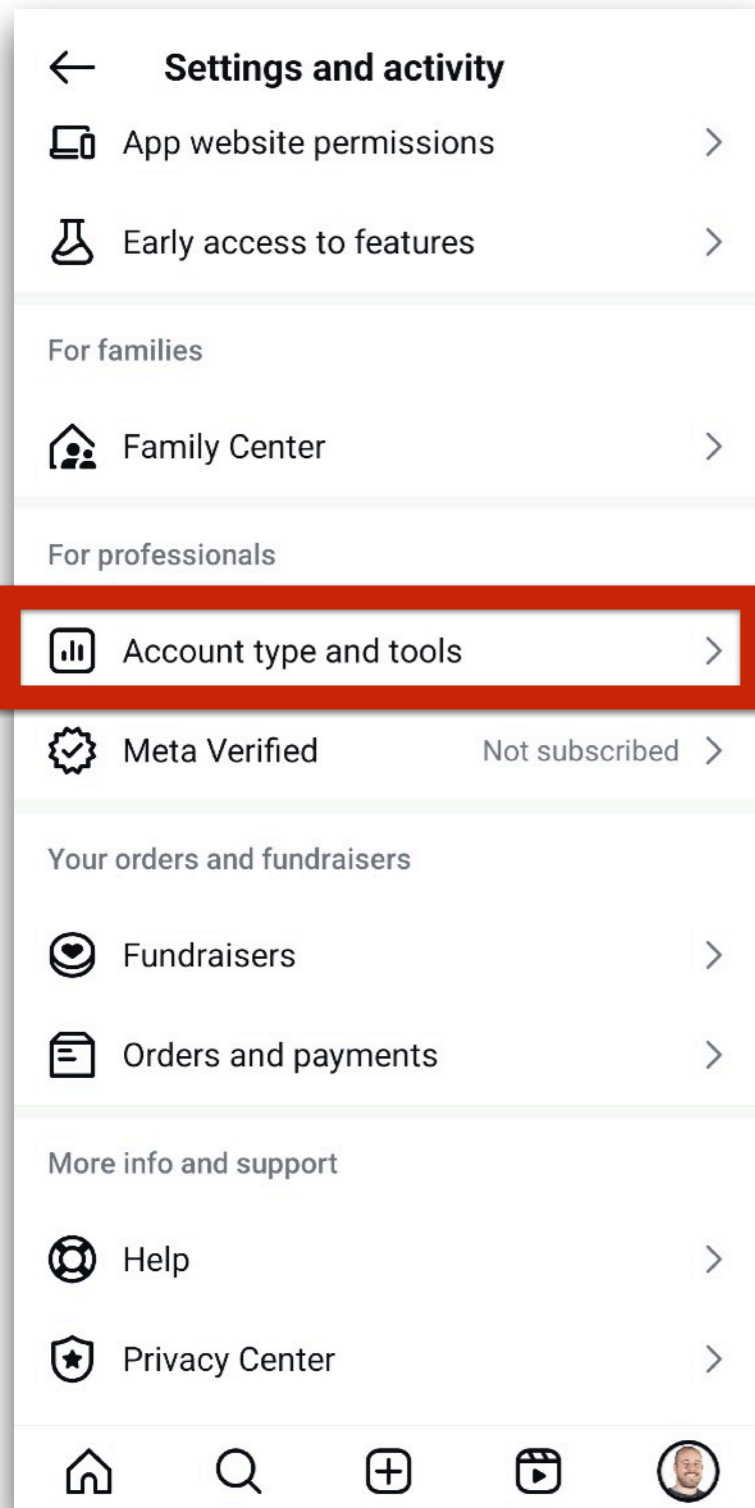 Settings and activity
App website permissions
Early access to features
For families
Family Center
For professionals
Account type and tools
Meta Verified Not subscribed
Your orders and fundraisers
Fundraisers
Orders and payments
More info and support
Help
Privacy Center